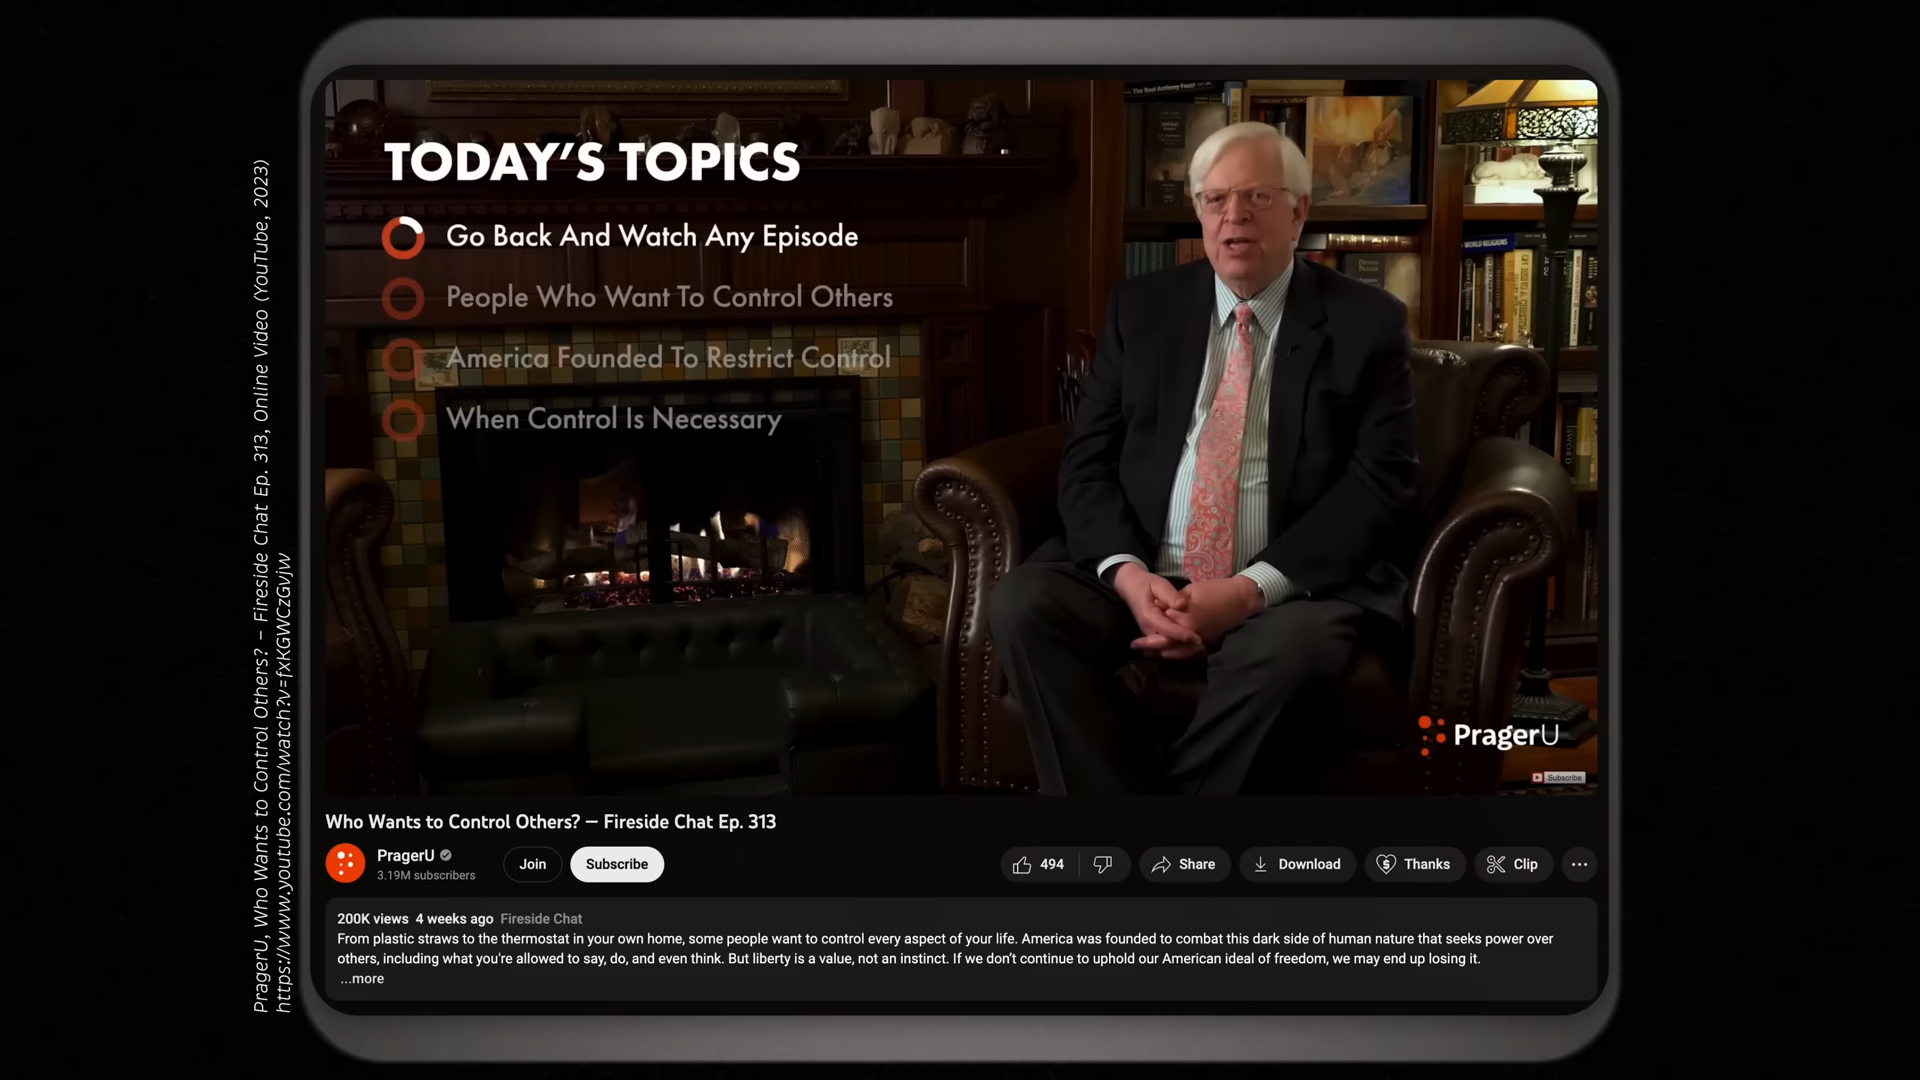 PragerU, Who Wants to Control Others? – Fireside Chat Ep. 313, Online Video (YouTube, 2023)
https://www.youtube.com/watch?v=fxKGWCzGvjw
TODAY'S TOPICS
Go Back And Watch Any Episode
People Who Want To Control Others
America Founded To Restrict Control
When Control Is Necessary
WORLD RELIGIONS
PragerU
Subscribe
Who Wants to Control Others? — Fireside Chat Ep. 313
PragerU
3.19M subscribers
Join
Subscribe
494
Share
Download
Thanks
Clip
200K views 4 weeks ago Fireside Chat
From plastic straws to the thermostat in your own home, some people want to control every aspect of your life. America was founded to combat this dark side of human nature that seeks power over
others, including what you're allowed to say, do, and even think. But liberty is a value, not an instinct. If we don't continue to uphold our American ideal of freedom, we may end up losing it.
...more